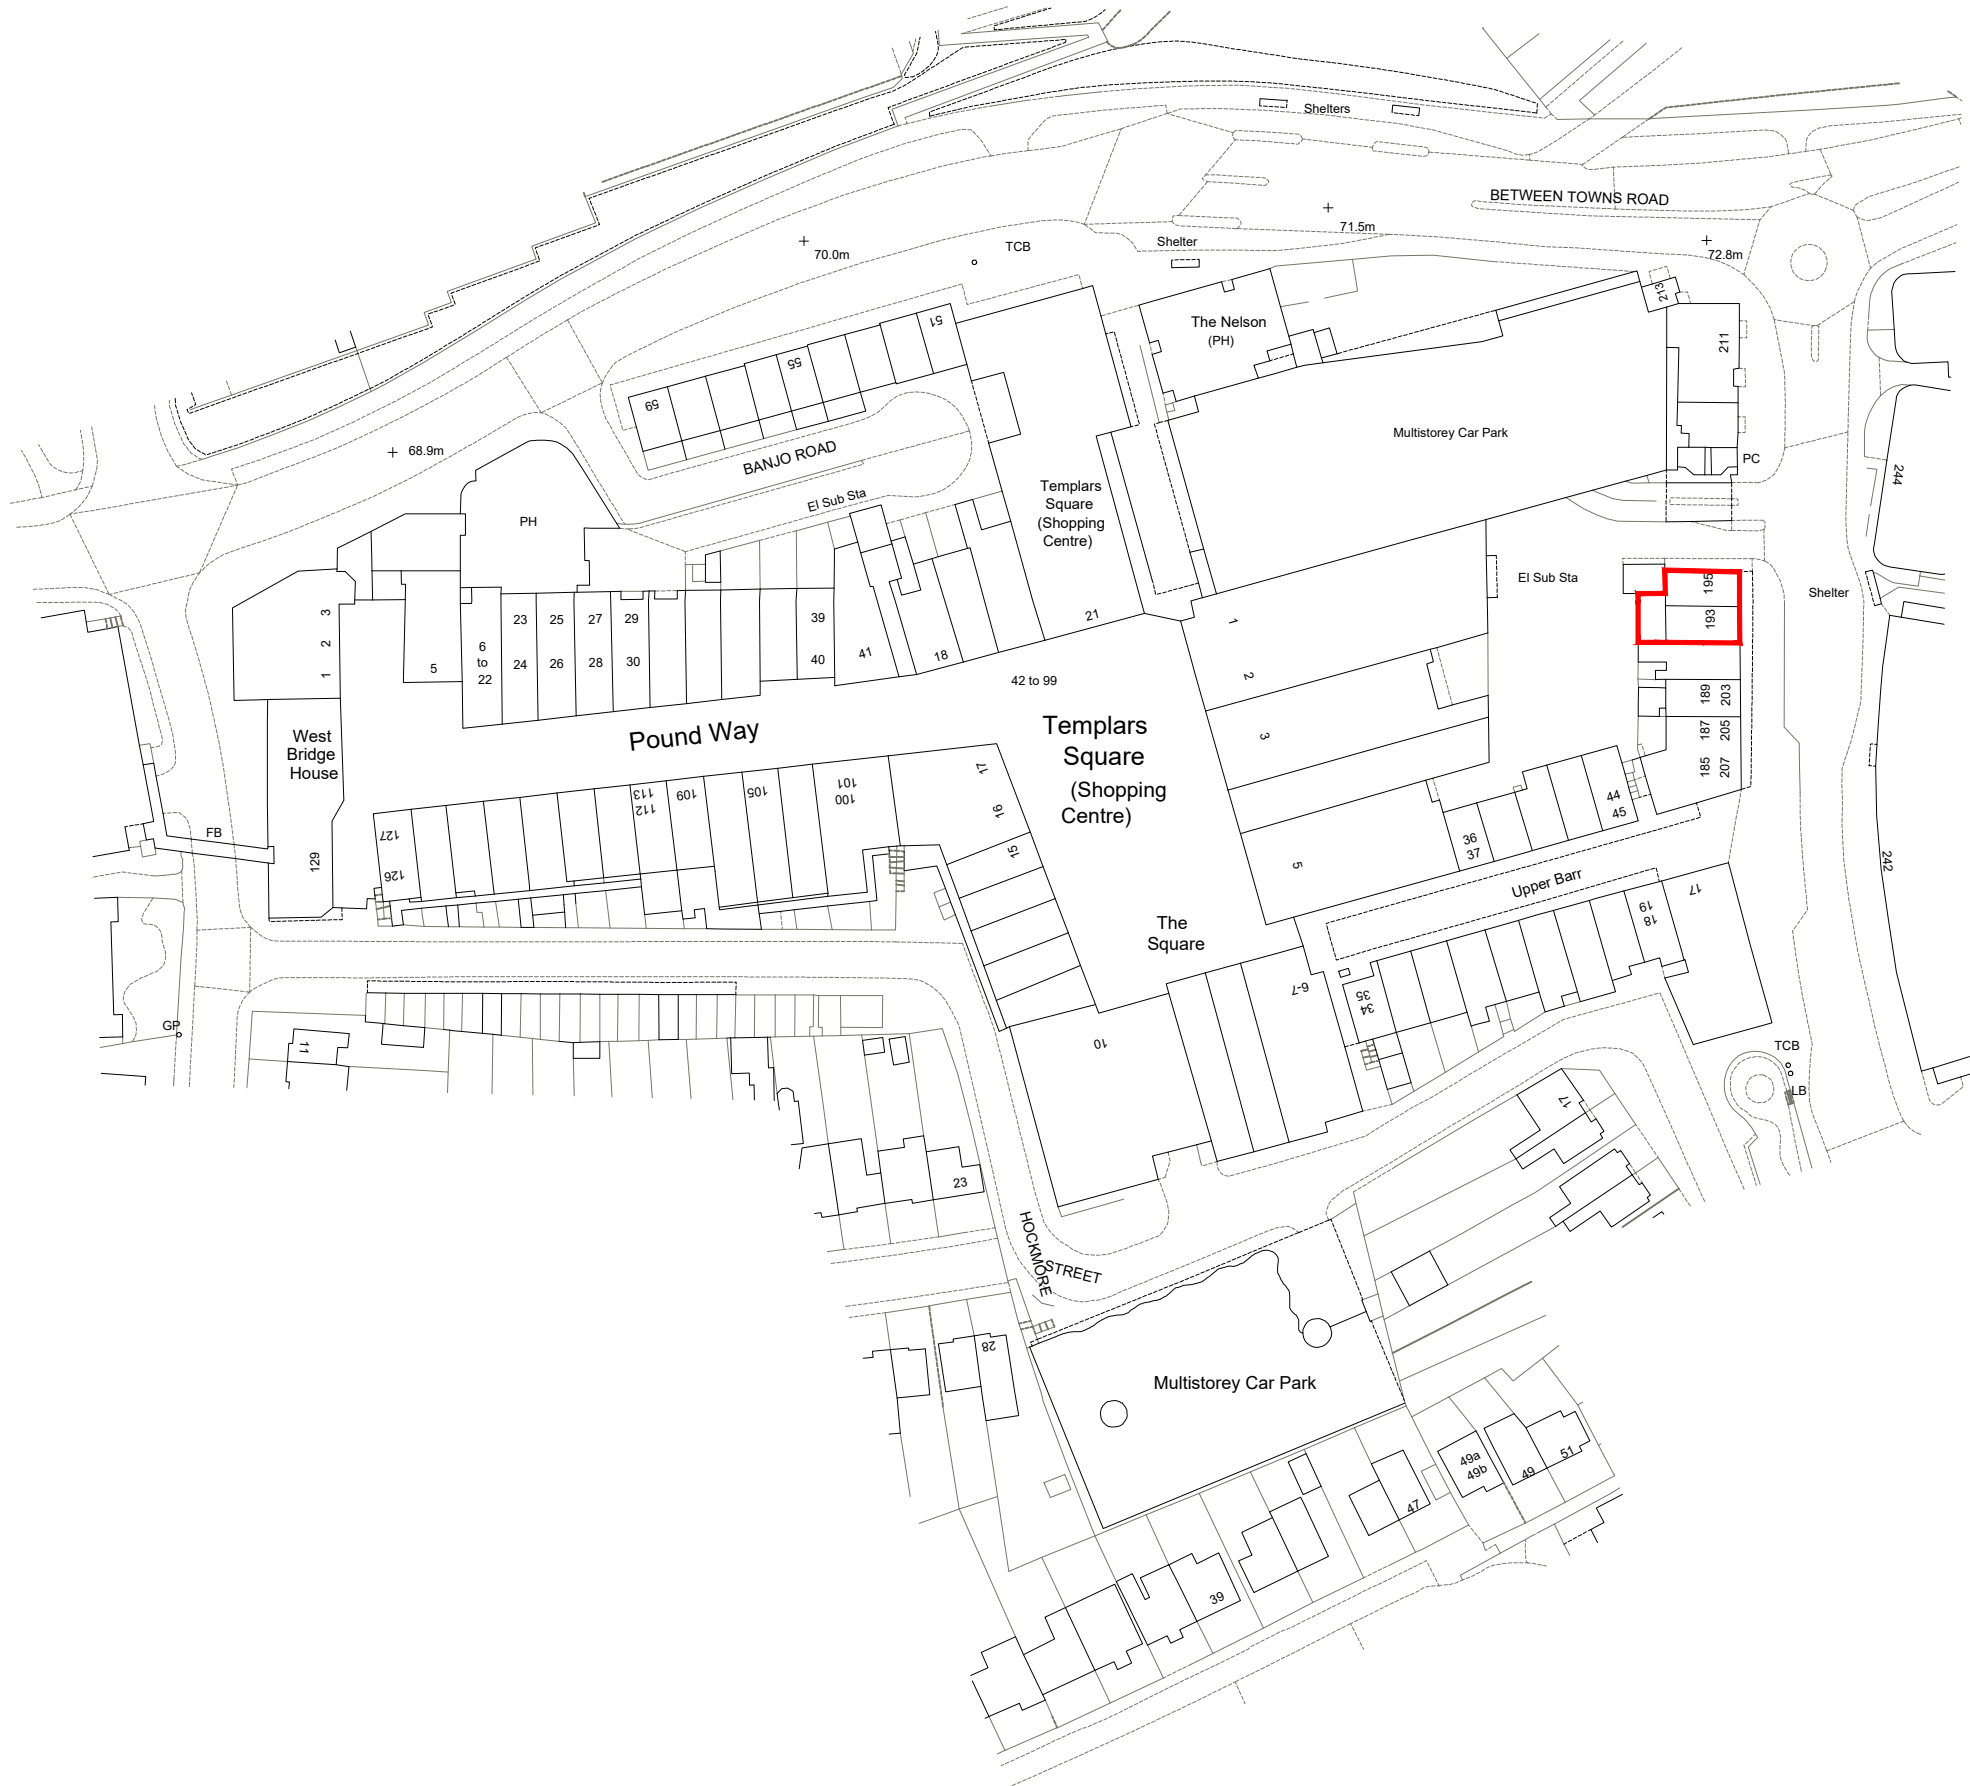 Shelters
BETWEEN TOWNS ROAD
71.5m
70.0m
TCB
Shelter
72.8m
213
The Nelson
(PH)
211
51
55
59
BANJO ROAD
68.9m
Multistorey Car Park
PC
244
El Sub Sta
PH
Templars
Square
(Shopping
Centre)
El Sub Sta
195
193
Shelter
3
2
1
5
6
to
22
23
24
25
26
27
28
29
30
39
40
41
18
21
42 to 99
1
2
3
5
189
203
187
205
185
207
West
Bridge
House
Pound Way
Templars
Square
(Shopping
Centre)
17
16
15
101
100
105
109
113
112
127
126
129
FB
44
45
36
37
242
Upper Barr
The
Square
17
19
18
6-7
35
34
10
GP
11
TCB
LB
17
23
HOCKMORE
STREET
28
Multistorey Car Park
49a
49b
49
51
47
39